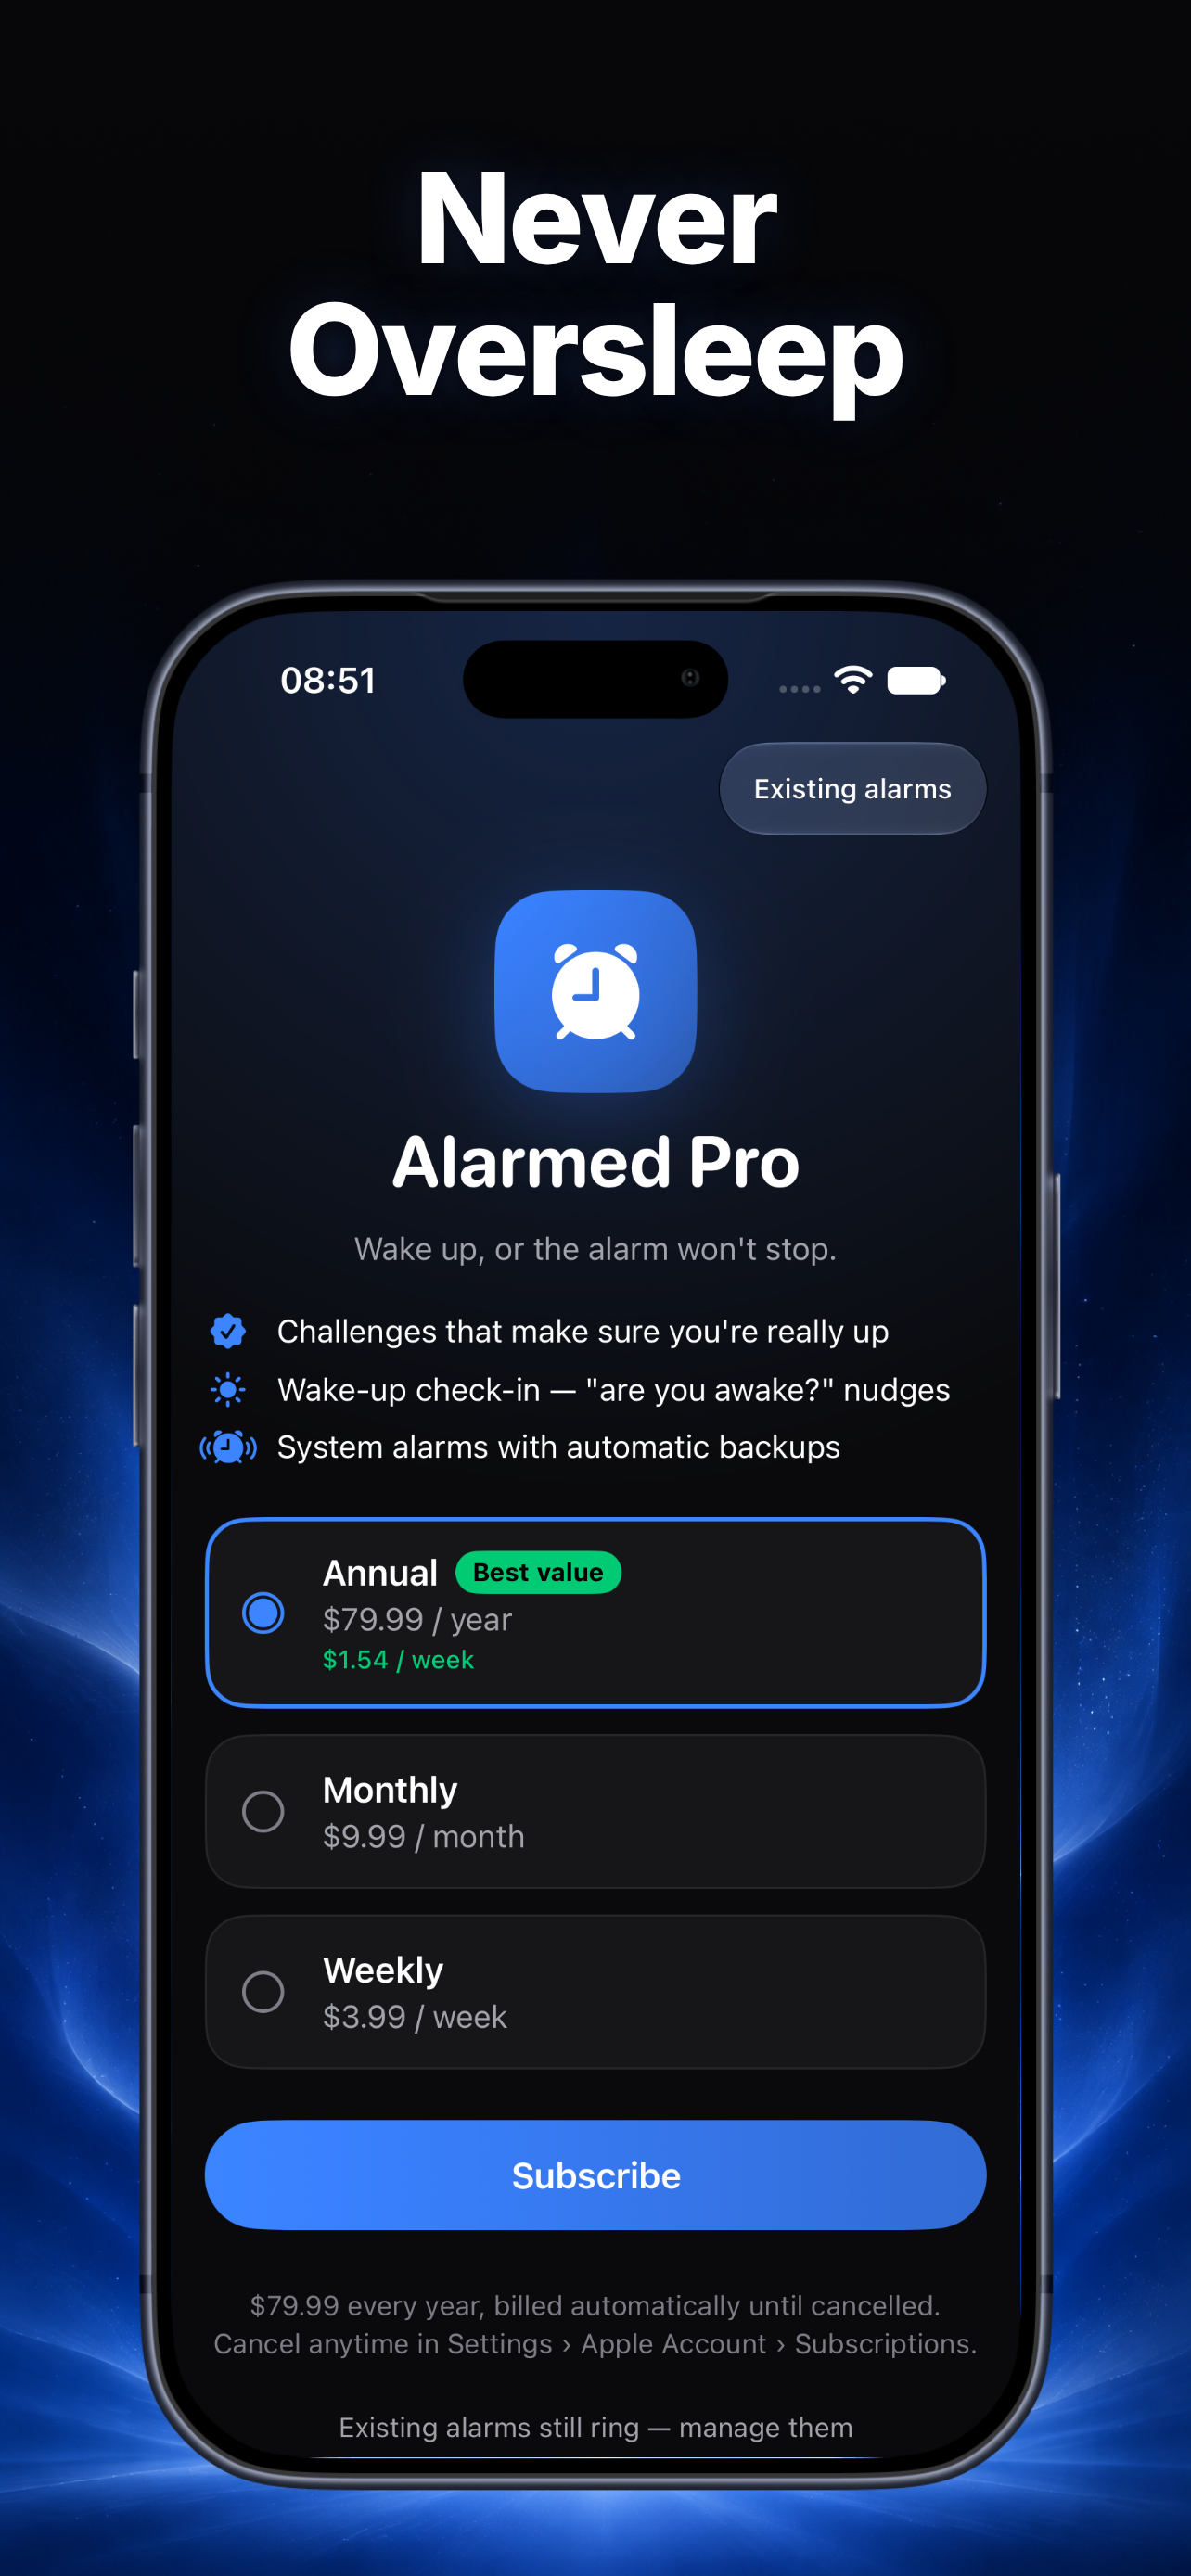 Never
Oversleep
08:51
Existing alarms
Alarmed Pro
Wake up, or the alarm won't stop.
Challenges that make sure you're really up
Wake-up check-in — "are you awake?" nudges
System alarms with automatic backups
Annual Best value
$79.99 / year
$1.54 / week
Monthly
$9.99 / month
Weekly
$3.99 / week
Subscribe
$79.99 every year, billed automatically until cancelled.
Cancel anytime in Settings › Apple Account › Subscriptions.
Existing alarms still ring — manage them